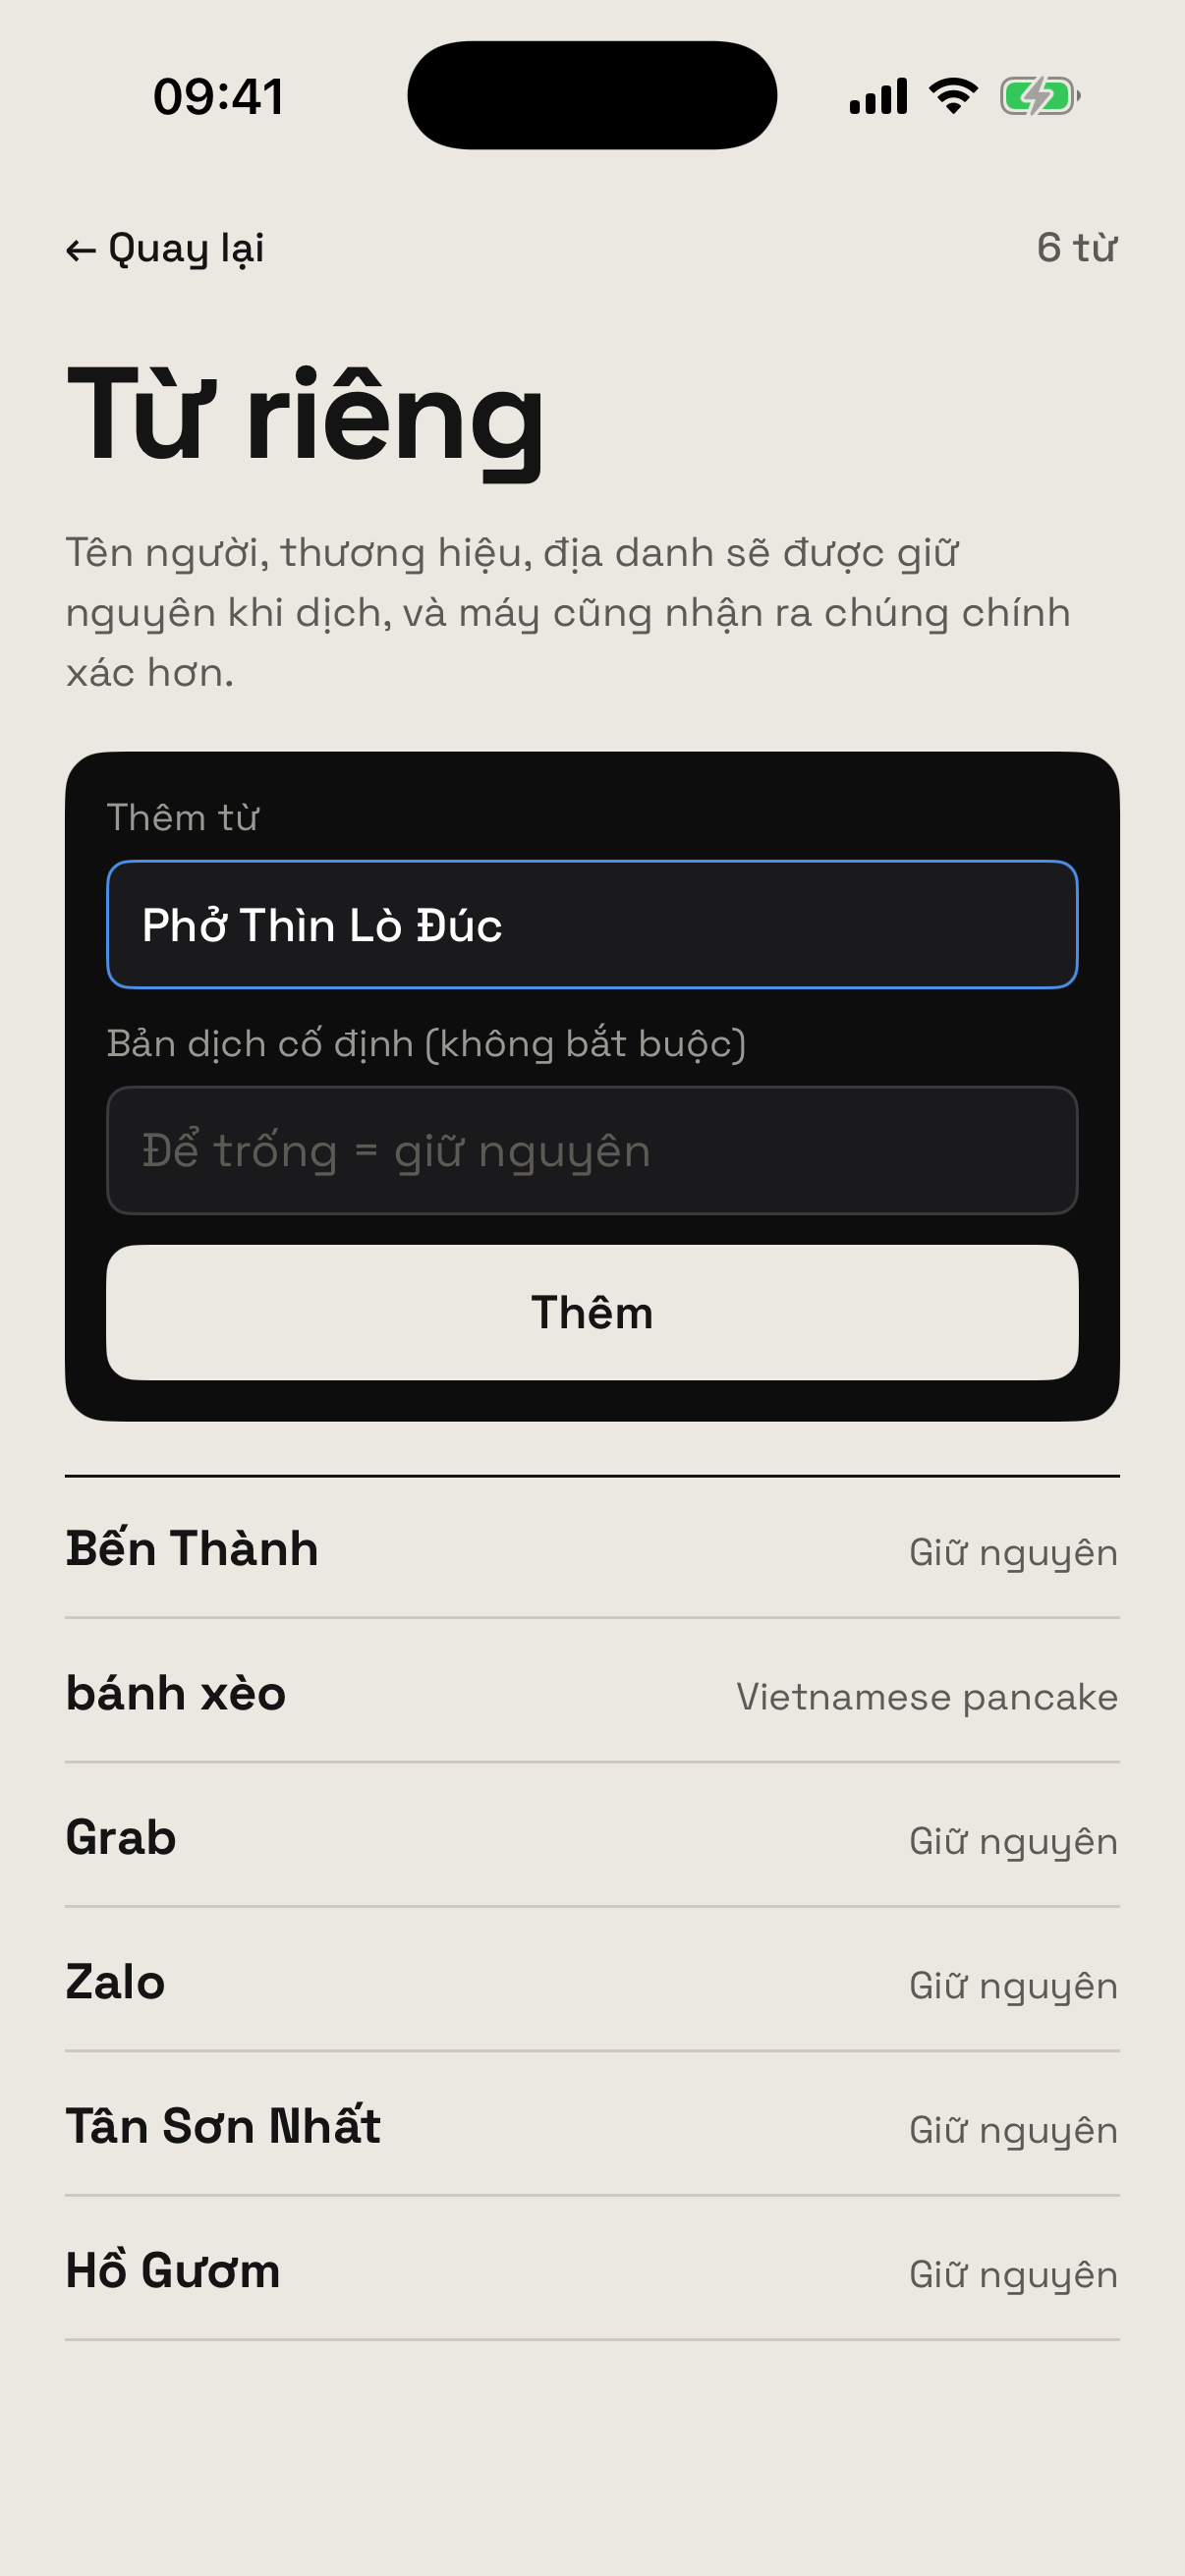 09:41
← Quay lại
6 từ
Từ riêng
Tên người, thương hiệu, địa danh sẽ được giữ
nguyên khi dịch, và máy cũng nhận ra chúng chính
xác hơn.
Thêm từ
Phở Thìn Lò Đúc
Bản dịch cố định (không bắt buộc)
Để trống = giữ nguyên
Thêm
Bến Thành
Giữ nguyên
bánh xèo
Vietnamese pancake
Grab
Giữ nguyên
Zalo
Giữ nguyên
Tân Sơn Nhất
Giữ nguyên
Hồ Gươm
Giữ nguyên